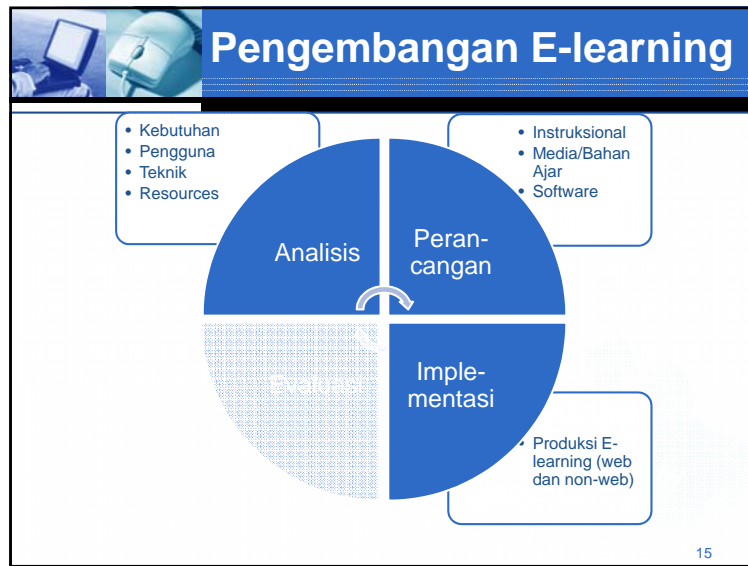 Pengembangan E-learning
• Kebutuhan
• Pengguna
• Teknik
• Resources
• Instruksional
• Media/Bahan
Ajar
• Software
Analisis
Peran-
cangan
Evaluasi
Imple-
mentasi
• Produksi E-
learning (web
dan non-web)
15